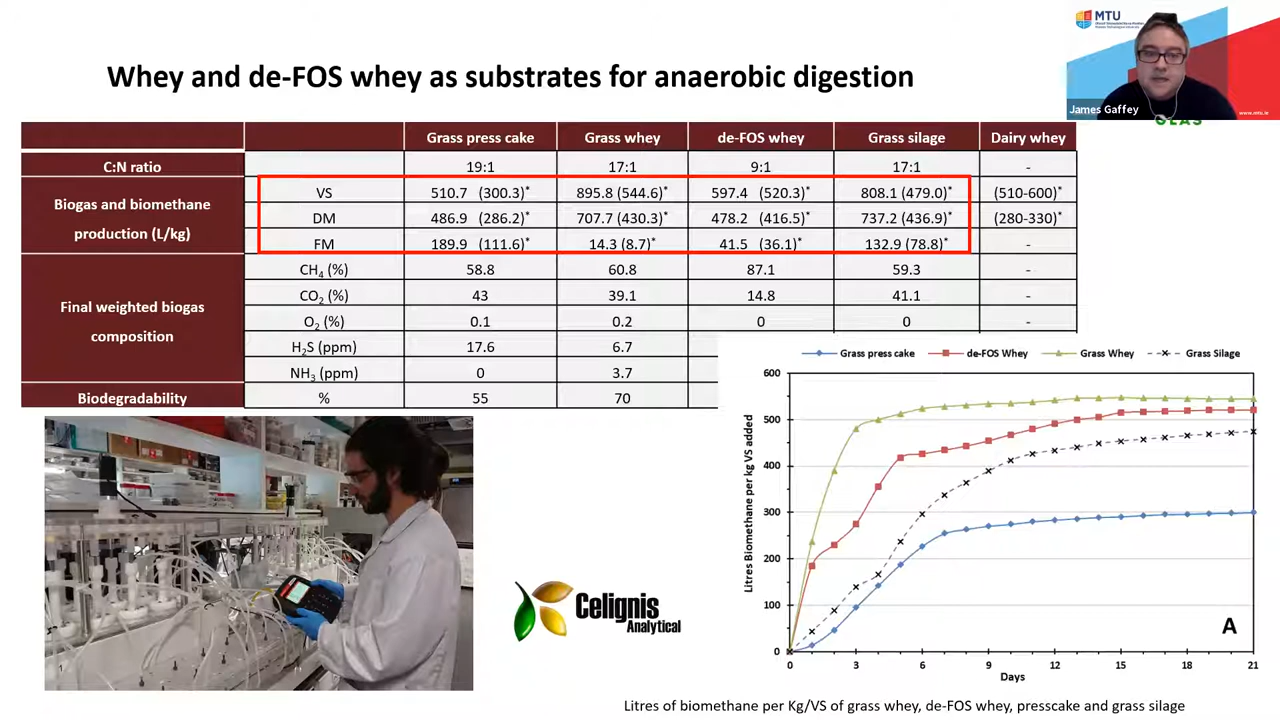 MTU
James Gaffey
www.mtu.ie
GLAS
Whey and de-FOS whey as substrates for anaerobic digestion
Grass press cake Grass whey de-FOS whey Grass silage Dairy whey
C:N ratio 19:1 17:1 9:1 17:1 -
Biogas and biomethane production (L/kg)
VS 510.7 (300.3)* 895.8 (544.6)* 597.4 (520.3)* 808.1 (479.0)* (510-600)*
DM 486.9 (286.2)* 707.7 (430.3)* 478.2 (416.5)* 737.2 (436.9)* (280-330)*
FM 189.9 (111.6)* 14.3 (8.7)* 41.5 (36.1)* 132.9 (78.8)* -
Final weighted biogas composition
CH₄ (%) 58.8 60.8 87.1 59.3 -
CO₂ (%) 43 39.1 14.8 41.1 -
O₂ (%) 0.1 0.2 0 0 -
H₂S (ppm) 17.6 6.7
NH₃ (ppm) 0 3.7
Biodegradability % 55 70
Grass press cake de-FOS Whey Grass Whey Grass Silage
600
500
400
300
200
100
0
Litres Biomethane per kg VS added
0 3 6 9 12 15 18 21
Days
A
Celignis
Analytical
Litres of biomethane per Kg/VS of grass whey, de-FOS whey, presscake and grass silage